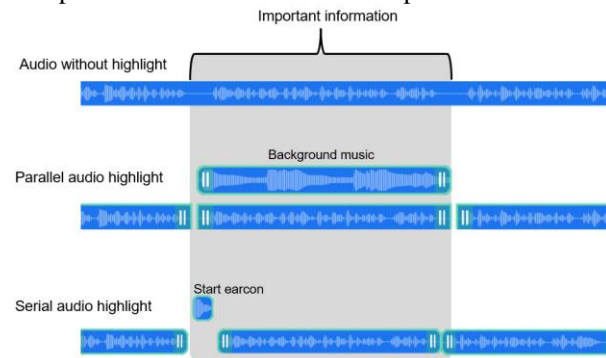 Important information
Audio without highlight
Background music
Parallel audio highlight
Start earcon
Serial audio highlight